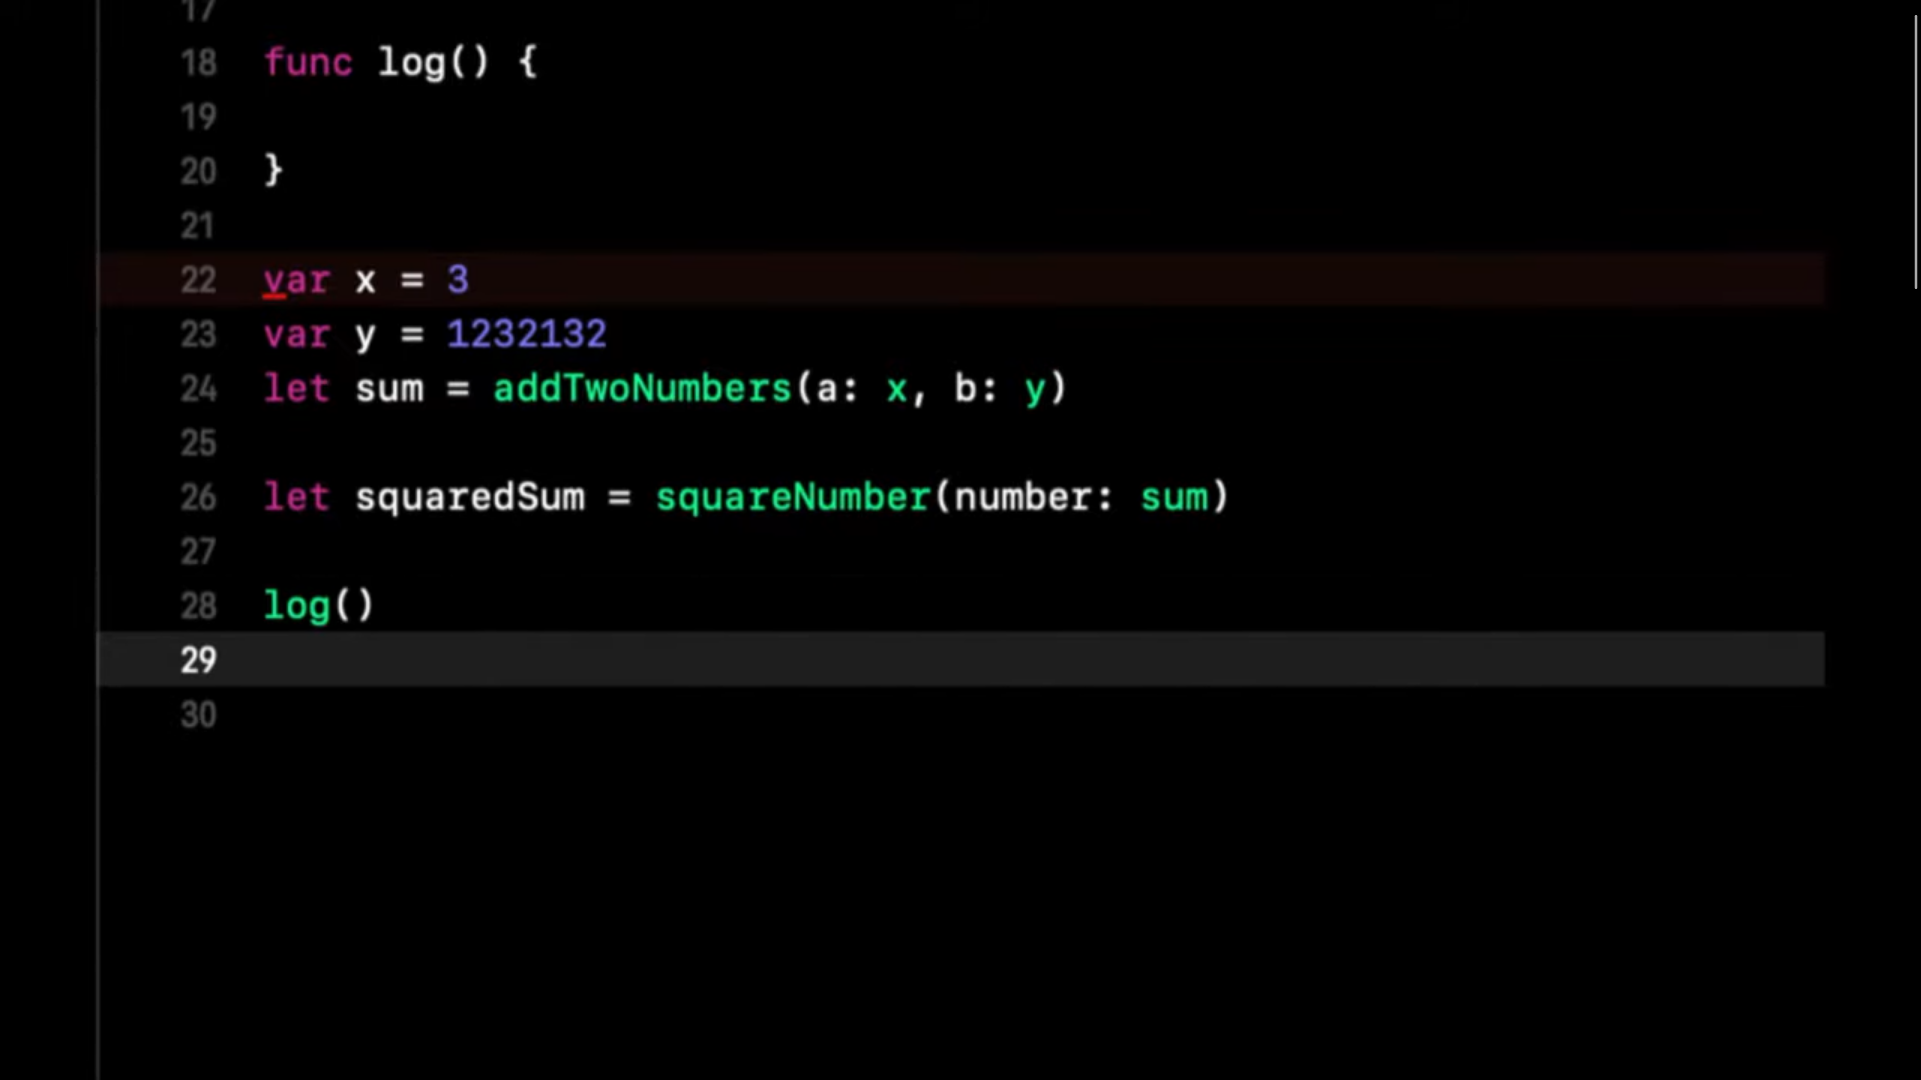 17
18 func log() {
19
20 }
21
22 var x = 3
23 var y = 1232132
24 let sum = addTwoNumbers(a: x, b: y)
25
26 let squaredSum = squareNumber(number: sum)
27
28 log()
29
30